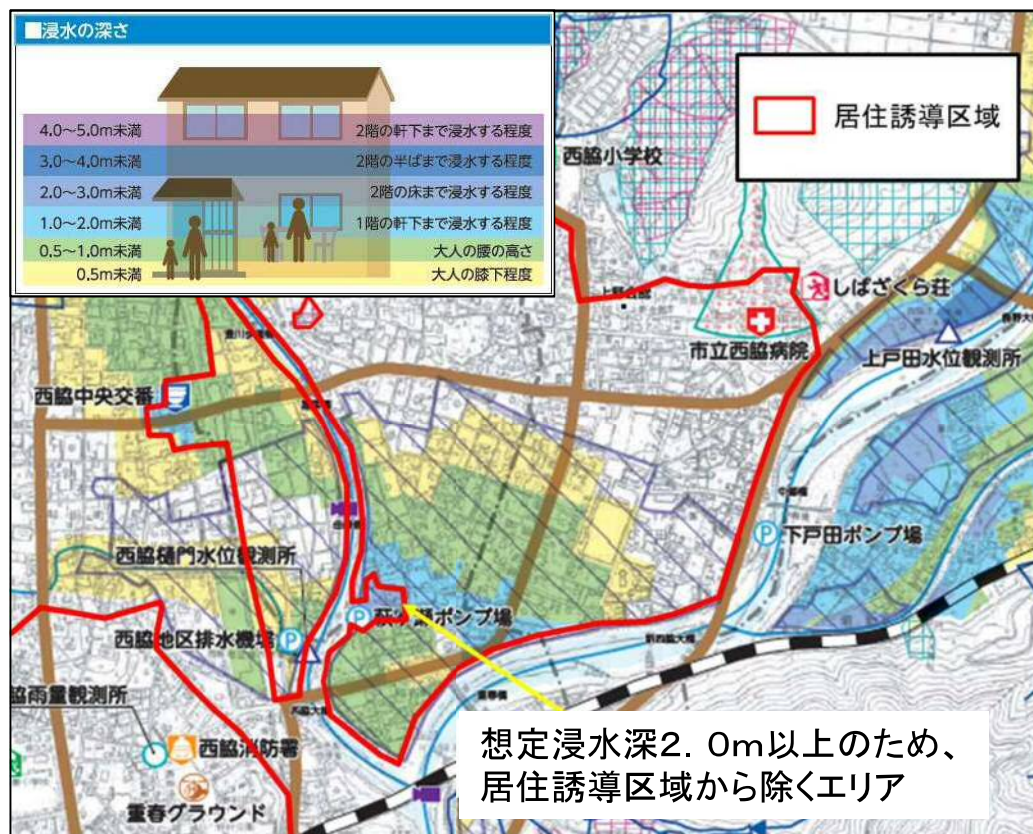 ■浸水の深さ
4.0~5.0m未満 2階の軒下まで浸水する程度
3.0~4.0m未満 2階の半ばまで浸水する程度
2.0~3.0m未満 2階の床まで浸水する程度
1.0~2.0m未満 1階の軒下まで浸水する程度
0.5~1.0m未満 大人の腰の高さ
0.5m未満 大人の膝下程度
居住誘導区域
西脇小学校
しばざくら荘
市立西脇病院
上戸田水位観測所
西脇中央交番
P 下戸田ポンプ場
西脇樋門水位観測所
P
西脇地区排水機場 P
脇雨量観測所
西脇消防署
重春グラウンド
想定浸水深2.0m以上のため、
居住誘導区域から除くエリア